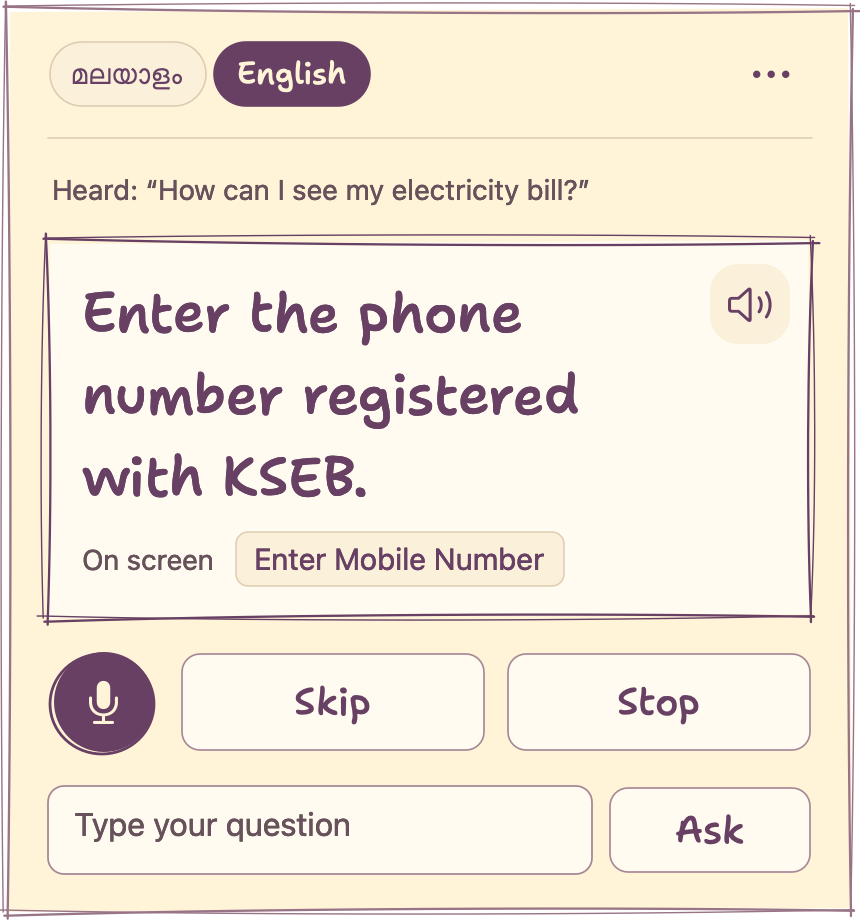 മലയാളം English
Heard: “How can I see my electricity bill?”
Enter the phone
number registered
with KSEB.
On screen Enter Mobile Number
Skip Stop
Type your question Ask